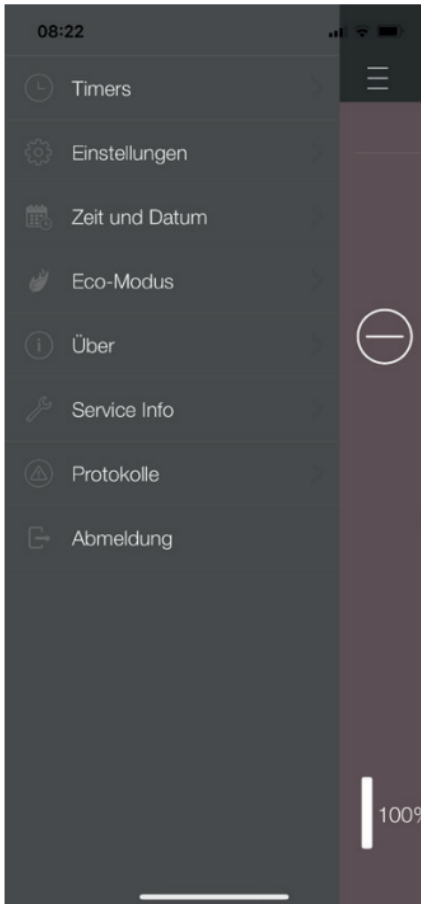 08:22
Timers
Einstellungen
Zeit und Datum
Eco-Modus
Über
Service Info
Protokolle
Abmeldung
100%